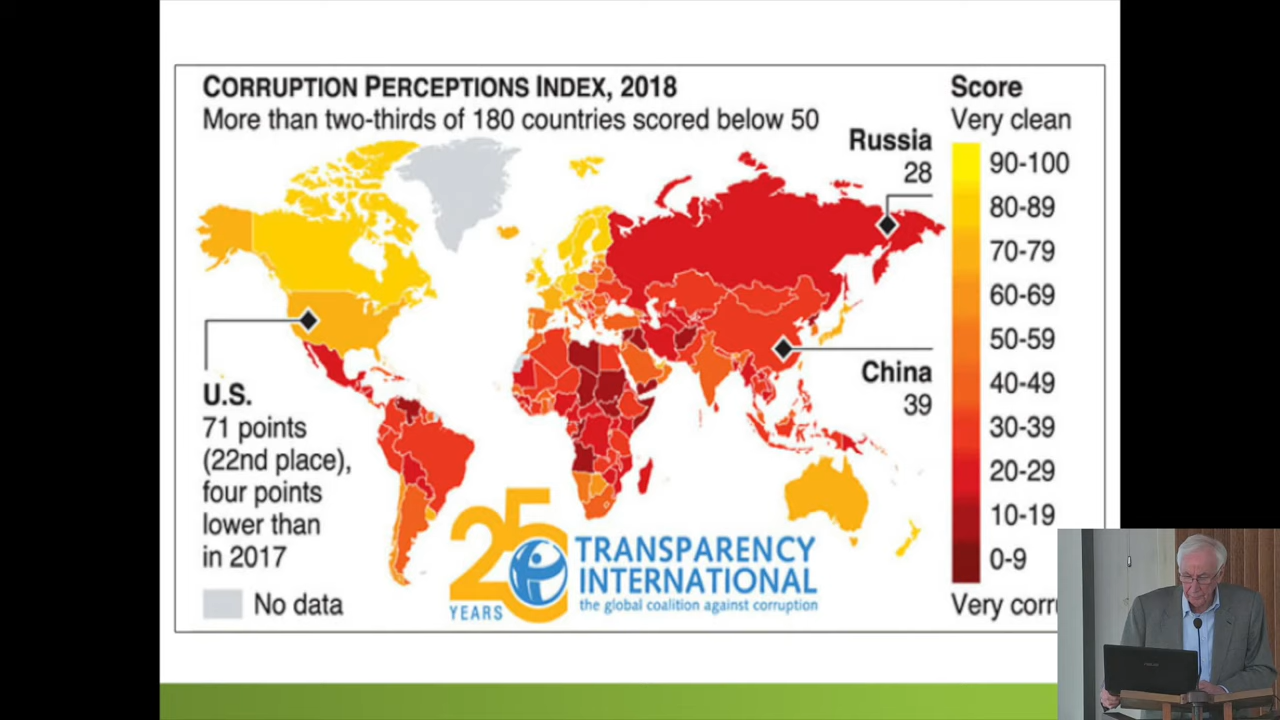 CORRUPTION PERCEPTIONS INDEX, 2018
More than two-thirds of 180 countries scored below 50
Score
Very clean
90-100
80-89
70-79
60-69
50-59
40-49
30-39
20-29
10-19
0-9
Very corr
Russia
28
China
39
U.S.
71 points
(22nd place),
four points
lower than
in 2017
No data
25
YEARS
TRANSPARENCY
INTERNATIONAL
the global coalition against corruption